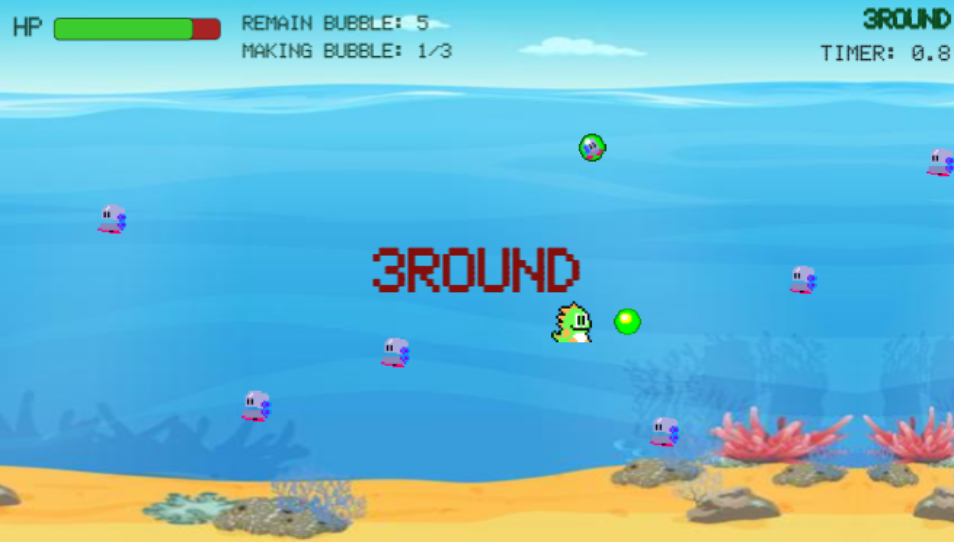 HP
REMAIN BUBBLE: 5
MAKING BUBBLE: 1/3
3ROUND
TIMER: 0.8
3ROUND